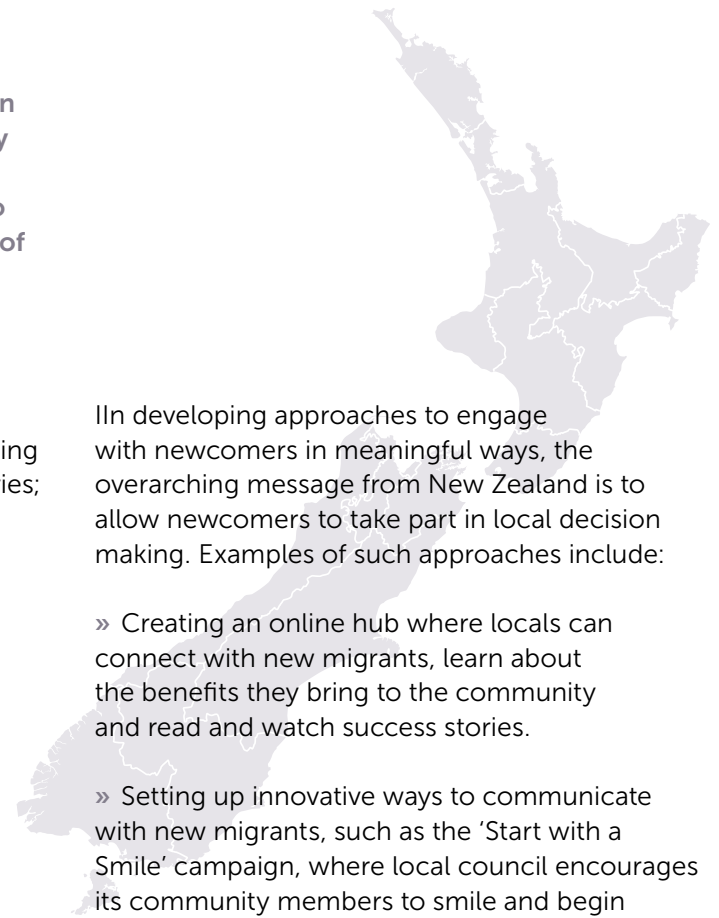 n
y
o
of
ing
ies;
IIn developing approaches to engage
with newcomers in meaningful ways, the
overarching message from New Zealand is to
allow newcomers to take part in local decision
making. Examples of such approaches include:
» Creating an online hub where locals can
connect with new migrants, learn about
the benefits they bring to the community
and read and watch success stories.
» Setting up innovative ways to communicate
with new migrants, such as the ‘Start with a
Smile’ campaign, where local council encourages
its community members to smile and begin